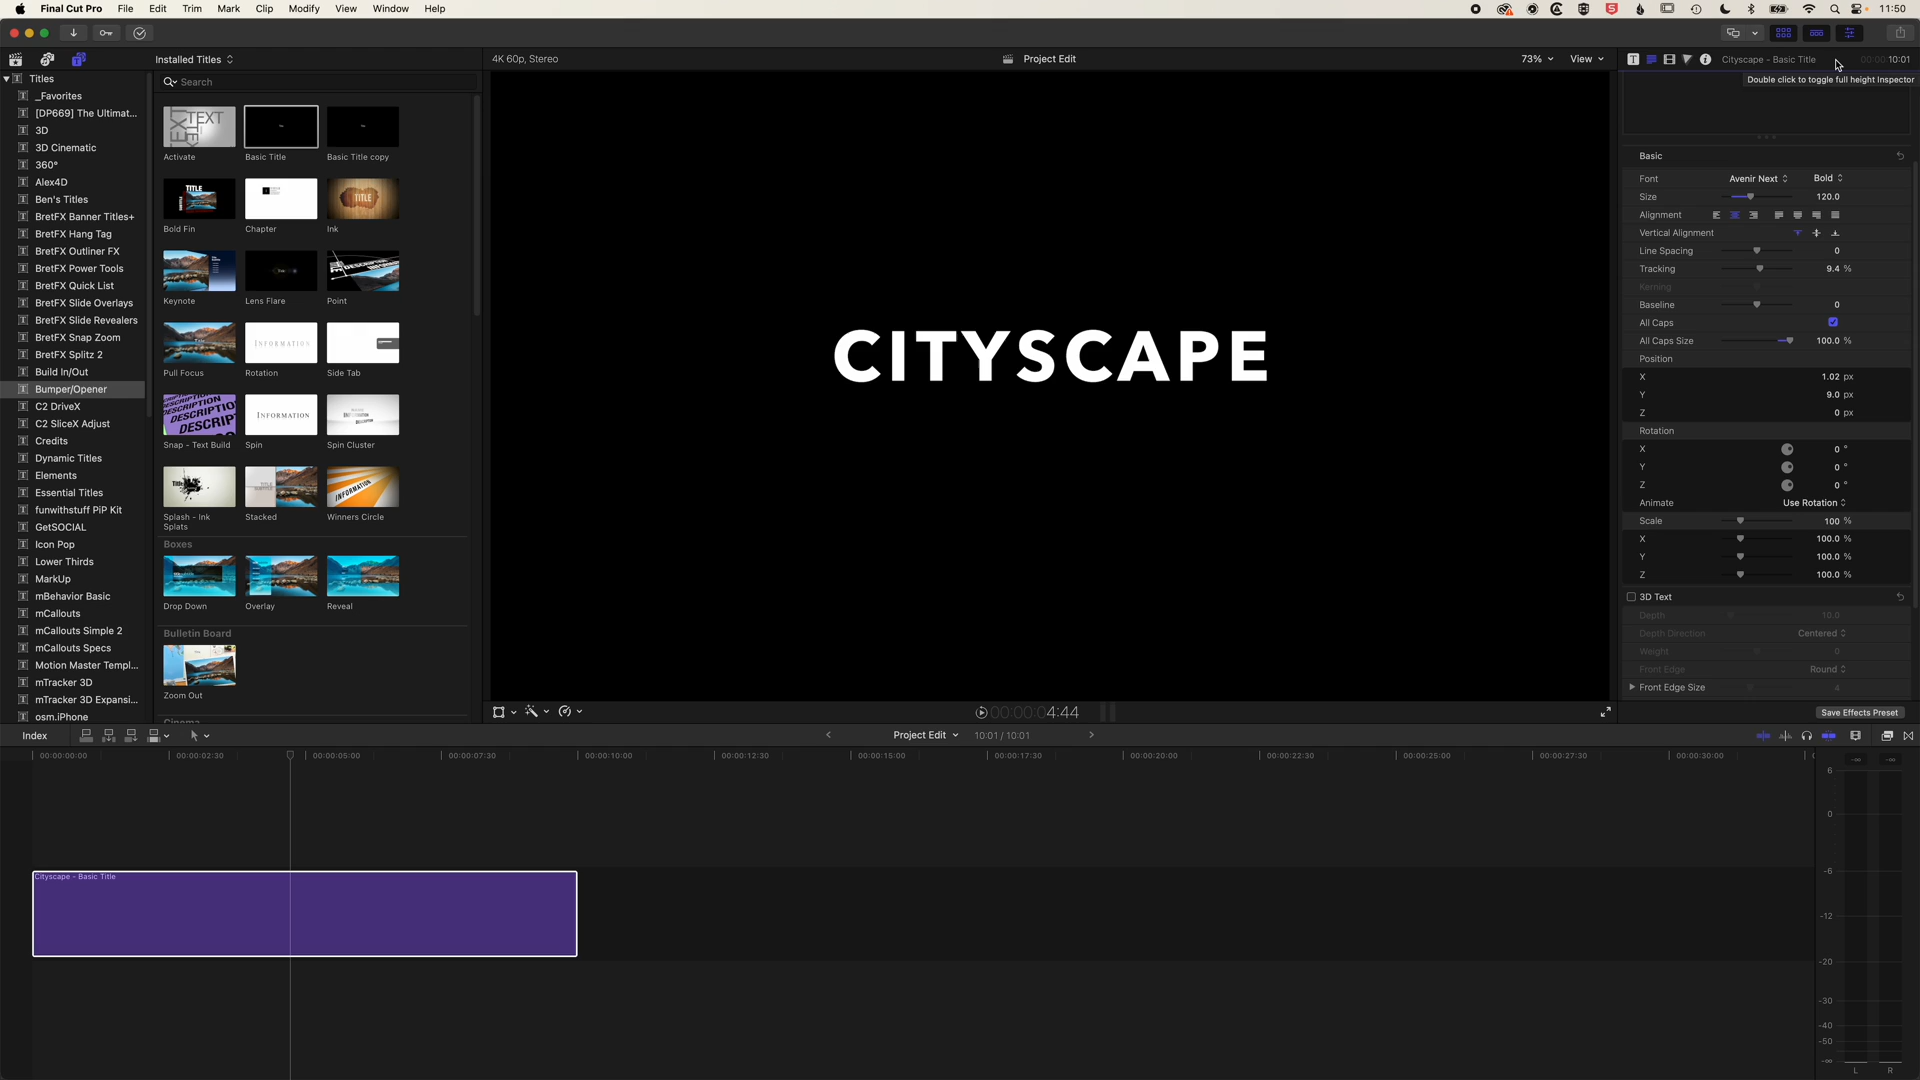 Final Cut Pro File Edit Trim Mark Clip Modify View Window Help 11:50
Installed Titles 4K 60p, Stereo Project Edit 73% View Cityscape - Basic Title 10:01
Double click to toggle full height Inspector
Titles
_Favorites
[DP669] The Ultimat...
3D
3D Cinematic
360°
Alex4D
Ben's Titles
BretFX Banner Titles+
BretFX Hang Tag
BretFX Outliner FX
BretFX Power Tools
BretFX Quick List
BretFX Slide Overlays
BretFX Slide Revealers
BretFX Snap Zoom
BretFX Splitz 2
Build In/Out
Bumper/Opener
C2 DriveX
C2 SliceX Adjust
Credits
Dynamic Titles
Elements
Essential Titles
funwithstuff PiP Kit
GetSOCIAL
Icon Pop
Lower Thirds
MarkUp
mBehavior Basic
mCallouts
mCallouts Simple 2
mCallouts Specs
Motion Master Templ...
mTracker 3D
mTracker 3D Expansi...
osm.iPhone
Search
Activate Basic Title Basic Title copy
TITLE TITLE
Bold Fin Chapter Ink
Keynote Lens Flare Point
INFORMATION
Pull Focus Rotation Side Tab
DESCRIPTION INFORMATION
Snap - Text Build Spin Spin Cluster
INFORMATION
Splash - Ink Splats Stacked Winners Circle
Boxes
Drop Down Overlay Reveal
Bulletin Board
Zoom Out
Cinema
CITYSCAPE
Basic
Font Avenir Next Bold
Size 120.0
Alignment
Vertical Alignment
Line Spacing 0
Tracking 9.4 %
Kerning
Baseline 0
All Caps
All Caps Size 100.0 %
Position
X 1.02 px
Y 9.0 px
Z 0 px
Rotation
X 0 °
Y 0 °
Z 0 °
Animate Use Rotation
Scale 100 %
X 100.0 %
Y 100.0 %
Z 100.0 %
3D Text
Depth 10.0
Depth Direction Centered
Weight 0
Front Edge Round
Front Edge Size 4
Save Effects Preset
00:00:04:44
Index Project Edit 10:01 / 10:01
00:00:00:00 00:00:02:30 00:00:05:00 00:00:07:30 00:00:10:00 00:00:12:30 00:00:15:00 00:00:17:30 00:00:20:00 00:00:22:30 00:00:25:00 00:00:27:30 00:00:30:00
Cityscape - Basic Title
6
0
-6
-12
-20
-30
-40
-50
-∞
L R